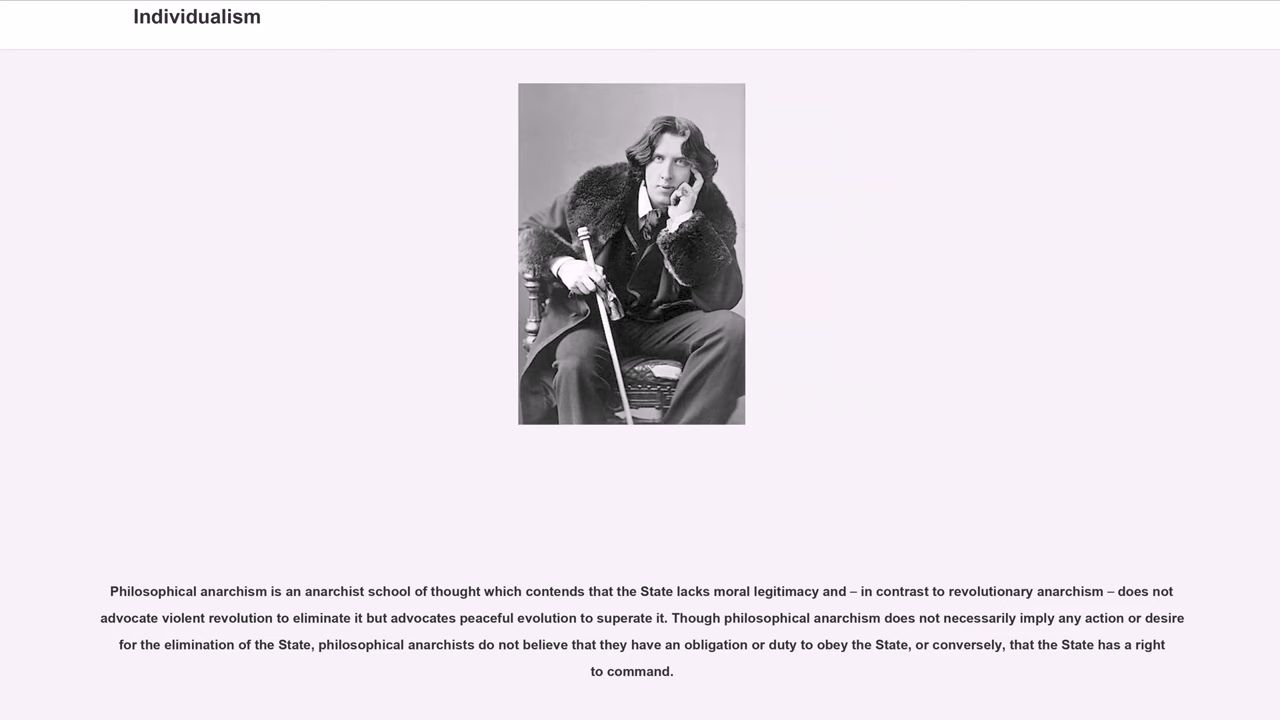 Individualism
Philosophical anarchism is an anarchist school of thought which contends that the State lacks moral legitimacy and – in contrast to revolutionary anarchism – does not
advocate violent revolution to eliminate it but advocates peaceful evolution to superate it. Though philosophical anarchism does not necessarily imply any action or desire
for the elimination of the State, philosophical anarchists do not believe that they have an obligation or duty to obey the State, or conversely, that the State has a right
to command.